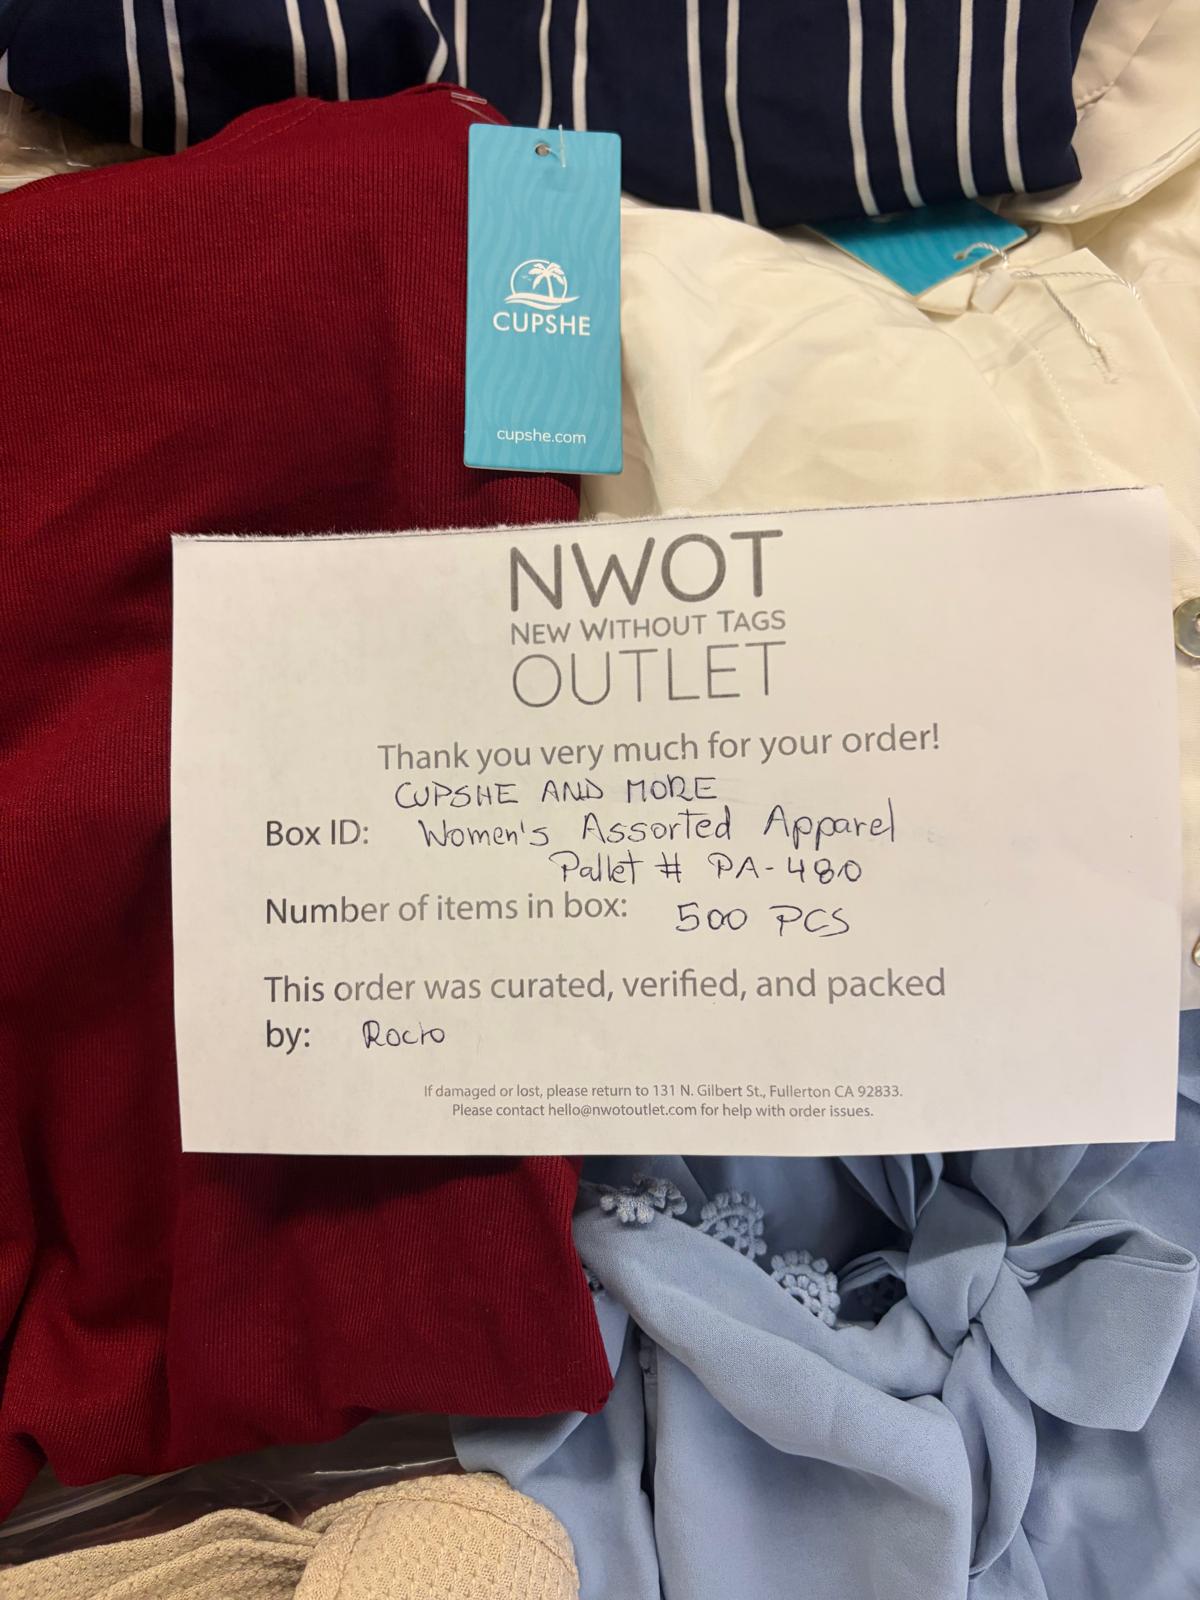 CUPSHE
cupshe.com
NWOT
NEW WITHOUT TAGS
OUTLET
Thank you very much for your order!
CUPSHE AND MORE
Box ID: Women's Assorted Apparel
Pallet # PA-480
Number of items in box: 500 PCS
This order was curated, verified, and packed
by: Rocio
If damaged or lost, please return to 131 N. Gilbert St., Fullerton CA 92833.
Please contact hello@nwotoutlet.com for help with order issues.